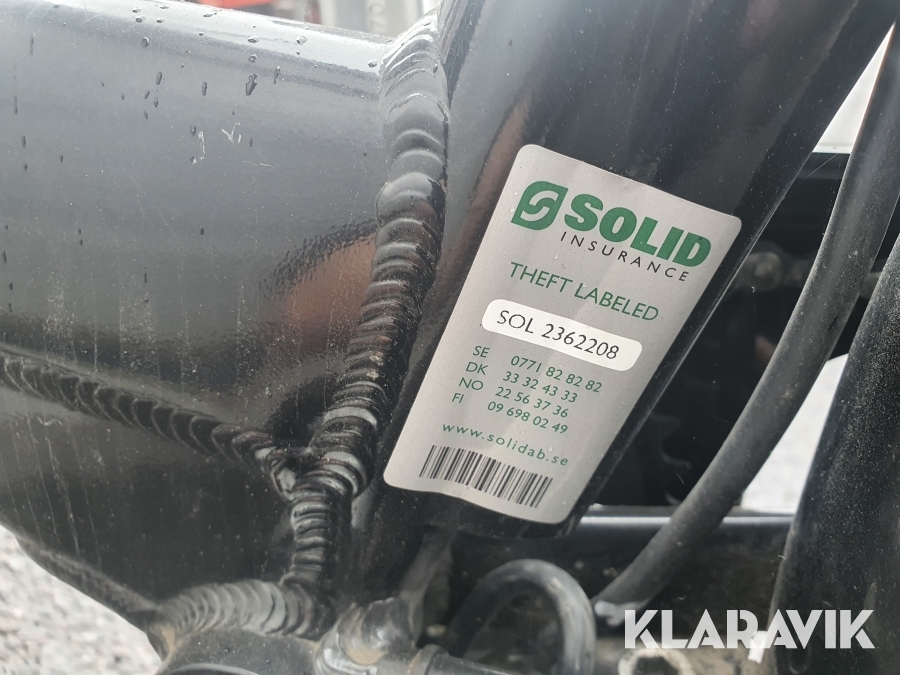 SOLID
INSURANCE
THEFT LABELED
SOL 2362208
SE 0771 82 82 82
DK 33 32 43 33
NO 22 56 37 36
FI 09 698 02 49
www.solidab.se
KLARAVIK